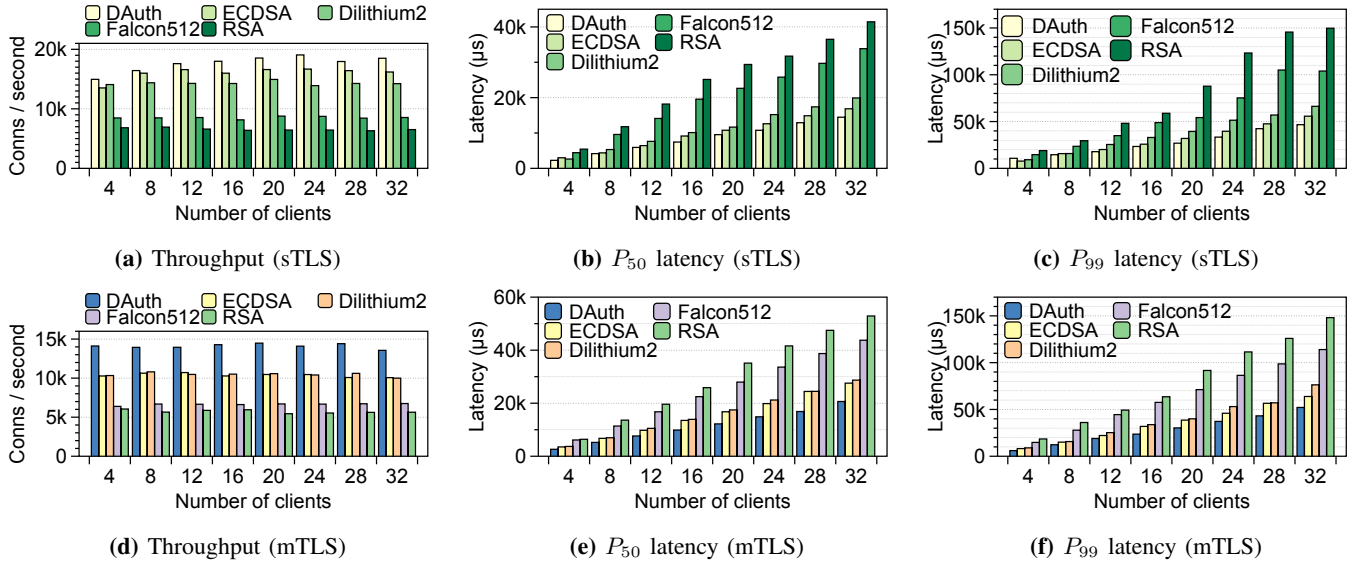 DAuth ECDSA Dilithium2
Falcon512 RSA
20k
10k
0
Conns / second
4 8 12 16 20 24 28 32
Number of clients
(a) Throughput (sTLS)
40k
20k
0
Latency (µs)
DAuth Falcon512
ECDSA RSA
Dilithium2
4 8 12 16 20 24 28 32
Number of clients
(b) P50 latency (sTLS)
150k
100k
50k
0
Latency (µs)
DAuth Falcon512
ECDSA RSA
Dilithium2
4 8 12 16 20 24 28 32
Number of clients
(c) P99 latency (sTLS)
DAuth ECDSA Dilithium2
Falcon512 RSA
15k
10k
5k
0
Conns / second
4 8 12 16 20 24 28 32
Number of clients
(d) Throughput (mTLS)
60k
40k
20k
0
Latency (µs)
DAuth Falcon512
ECDSA RSA
Dilithium2
4 8 12 16 20 24 28 32
Number of clients
(e) P50 latency (mTLS)
150k
100k
50k
0
Latency (µs)
DAuth Falcon512
ECDSA RSA
Dilithium2
4 8 12 16 20 24 28 32
Number of clients
(f) P99 latency (mTLS)